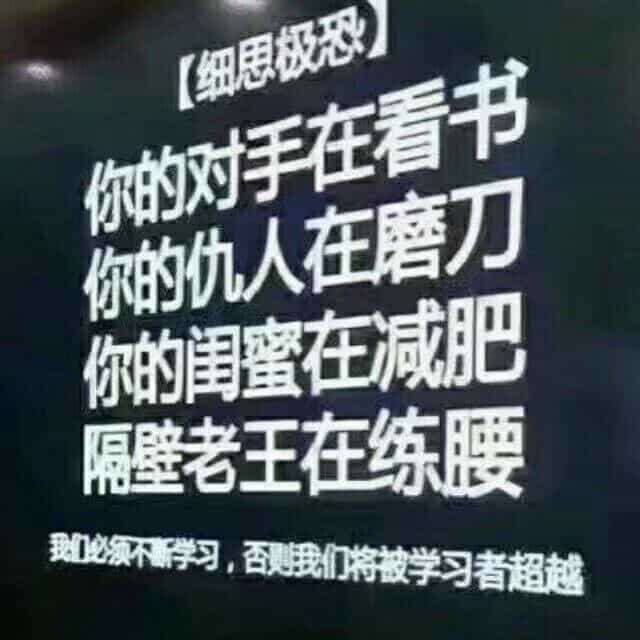 【细思极恐】
你的对手在看书
你的仇人在磨刀
你的闺蜜在减肥
隔壁老王在练腰
我们必须不断学习，否则我们将被学习者超越